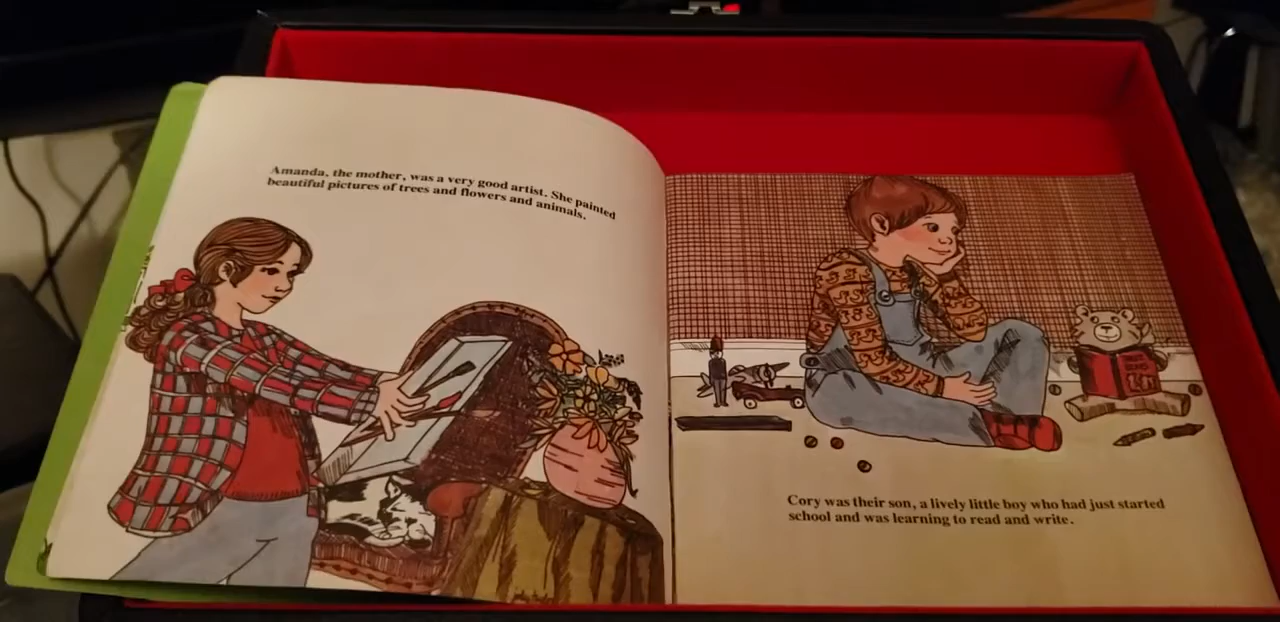 Amanda, the mother, was a very good artist. She painted
beautiful pictures of trees and flowers and animals.
Cory was their son, a lively little boy who had just started
school and was learning to read and write.